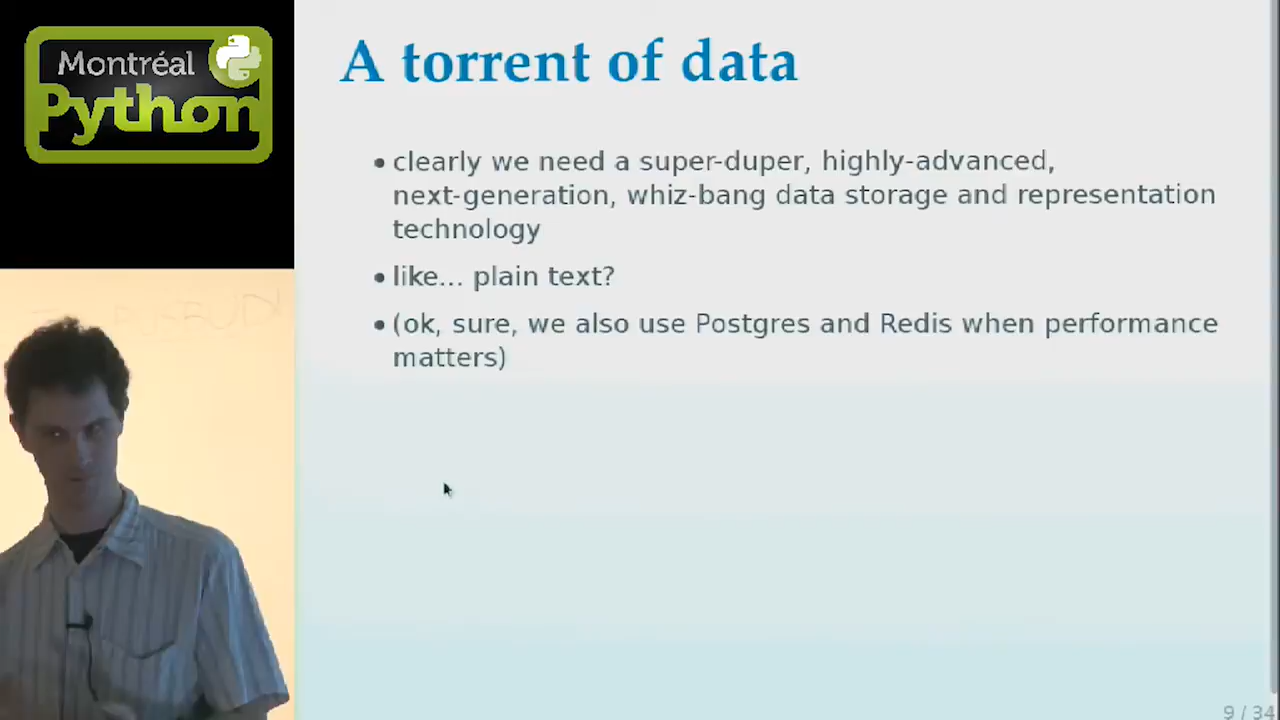 Montréal
Python
A torrent of data
• clearly we need a super-duper, highly-advanced,
next-generation, whiz-bang data storage and representation
technology
• like... plain text?
• (ok, sure, we also use Postgres and Redis when performance
matters)
9 / 34